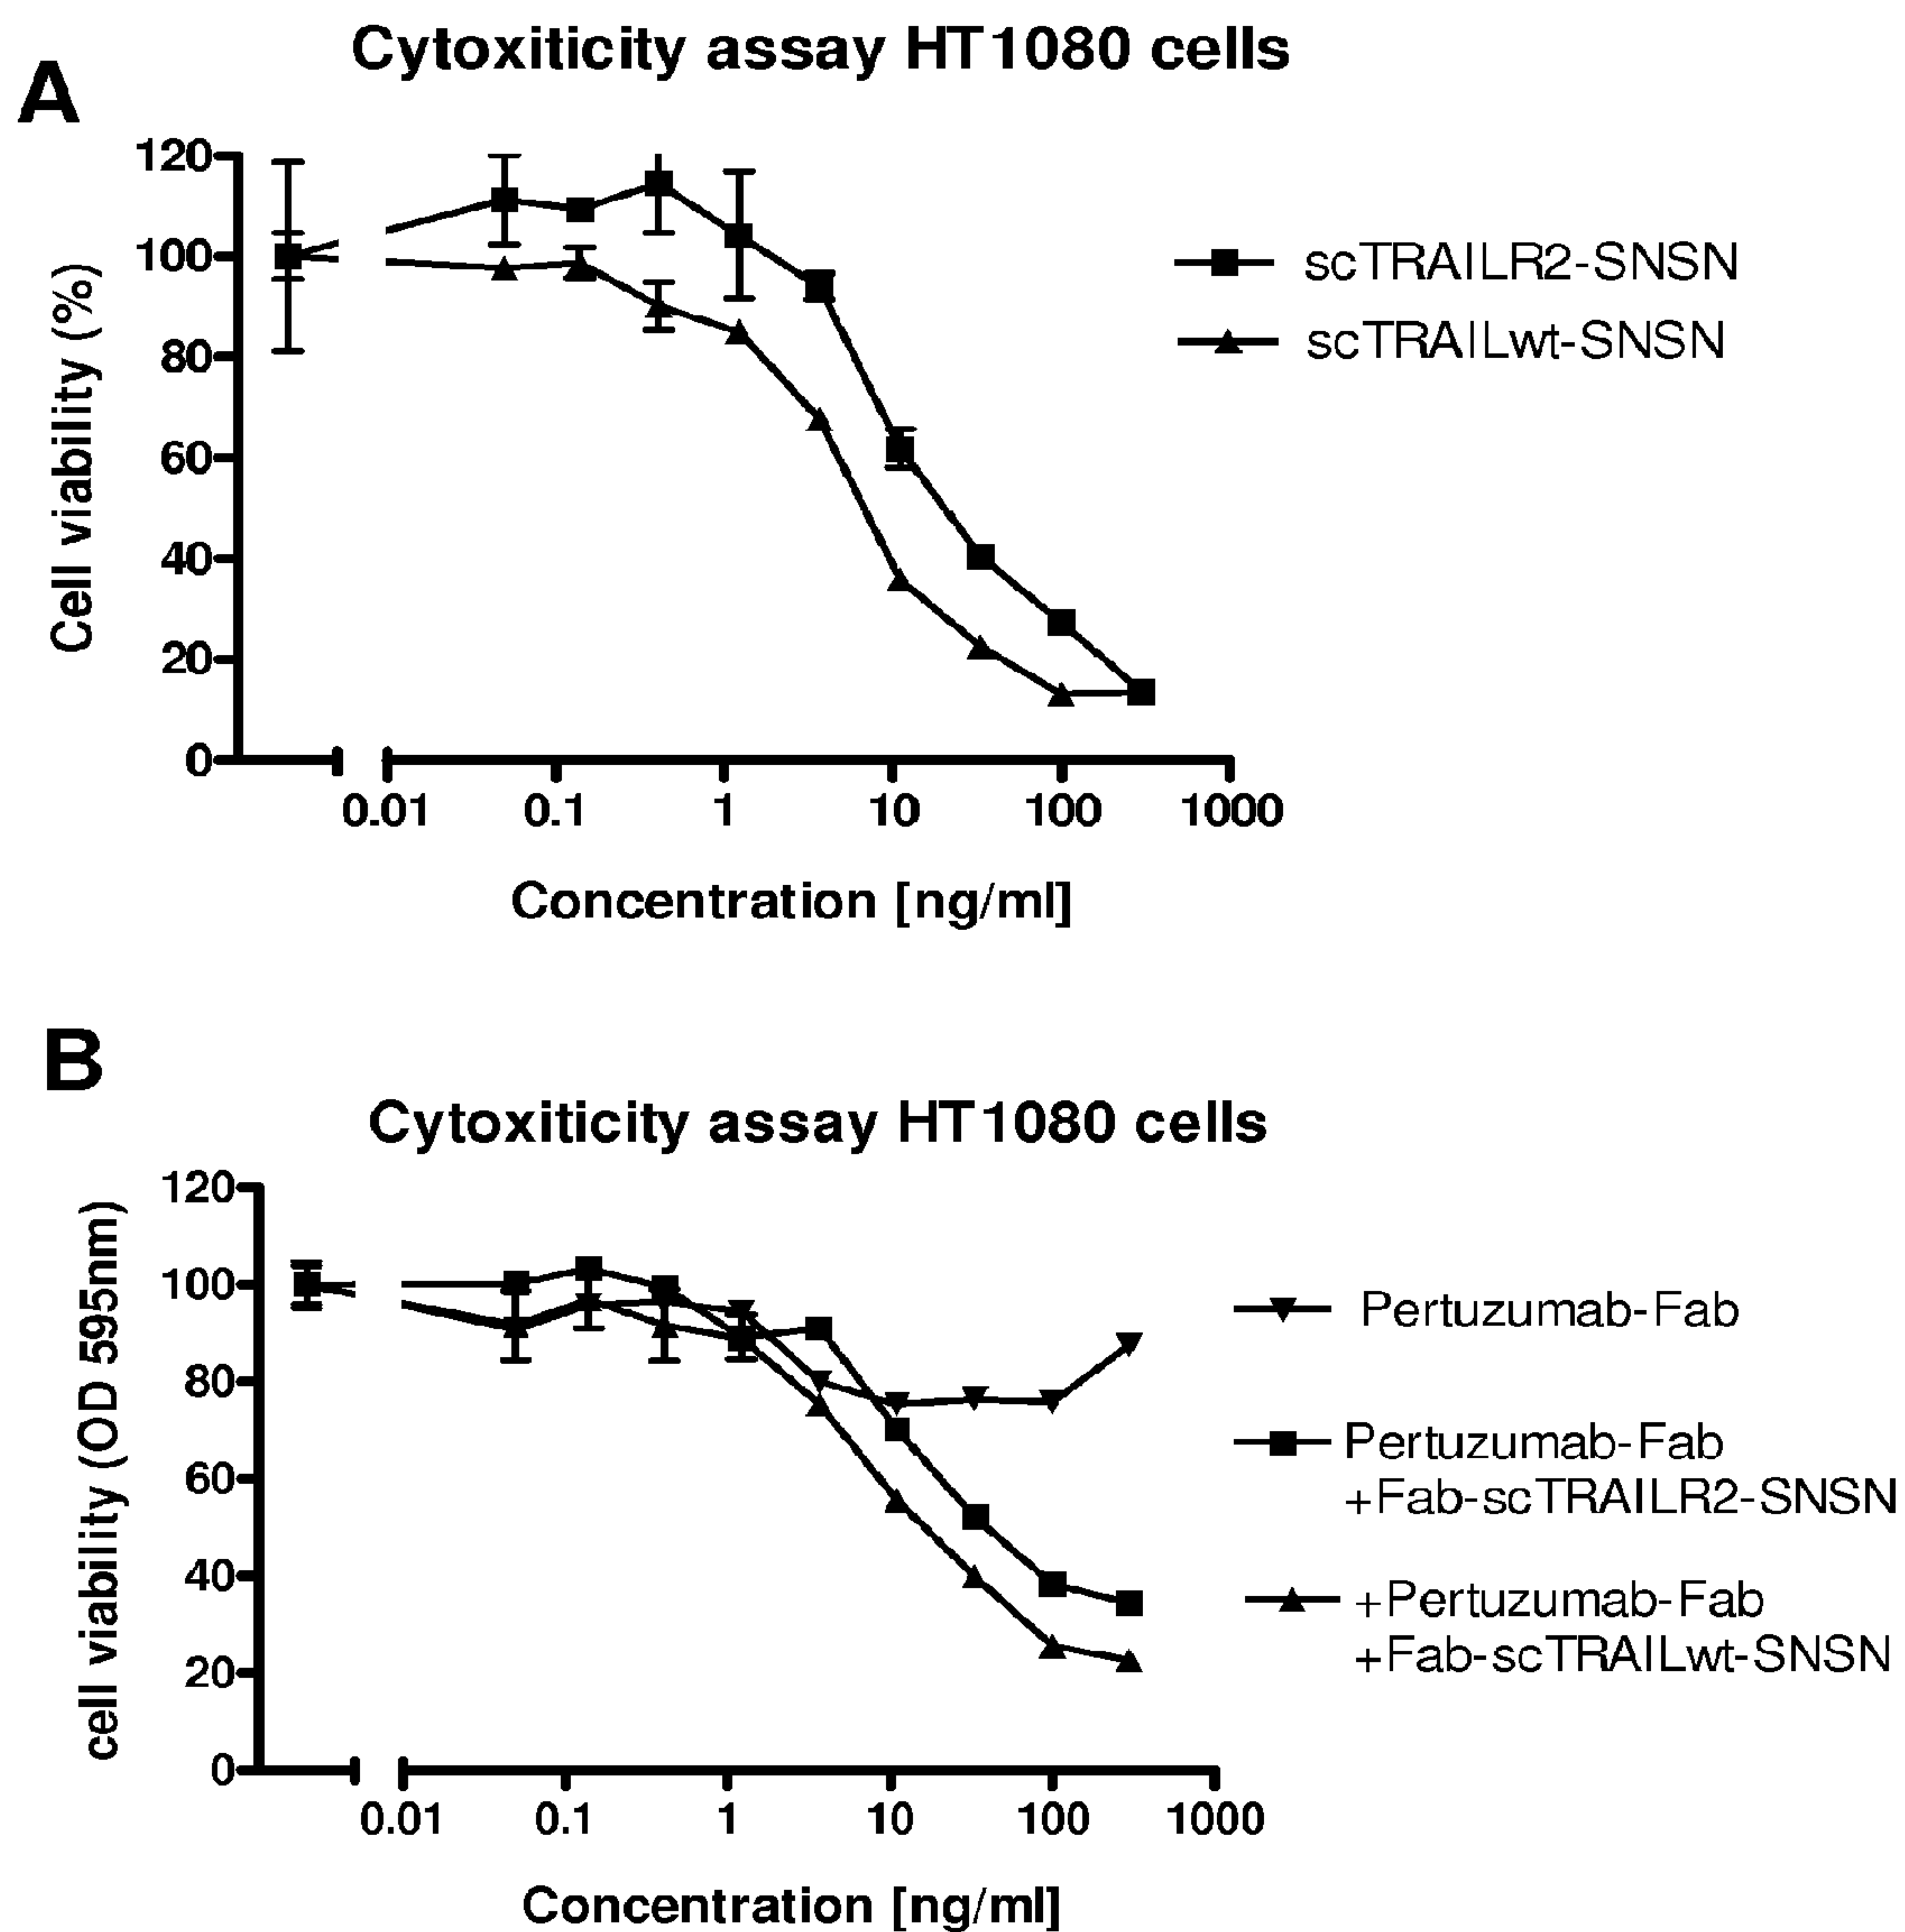 Cytoxiticity assay HT1080 cells
A
120
100
80
60
40
20
0
Cell viability (%)
0.01 0.1 1 10 100 1000
Concentration [ng/ml]
scTRAILR2-SNSN
scTRAILwt-SNSN
B
Cytoxiticity assay HT1080 cells
120
100
80
60
40
20
0
cell viability (OD 595nm)
0.01 0.1 1 10 100 1000
Concentration [ng/ml]
Pertuzumab-Fab
Pertuzumab-Fab
+Fab-scTRAILR2-SNSN
+Pertuzumab-Fab
+Fab-scTRAILwt-SNSN